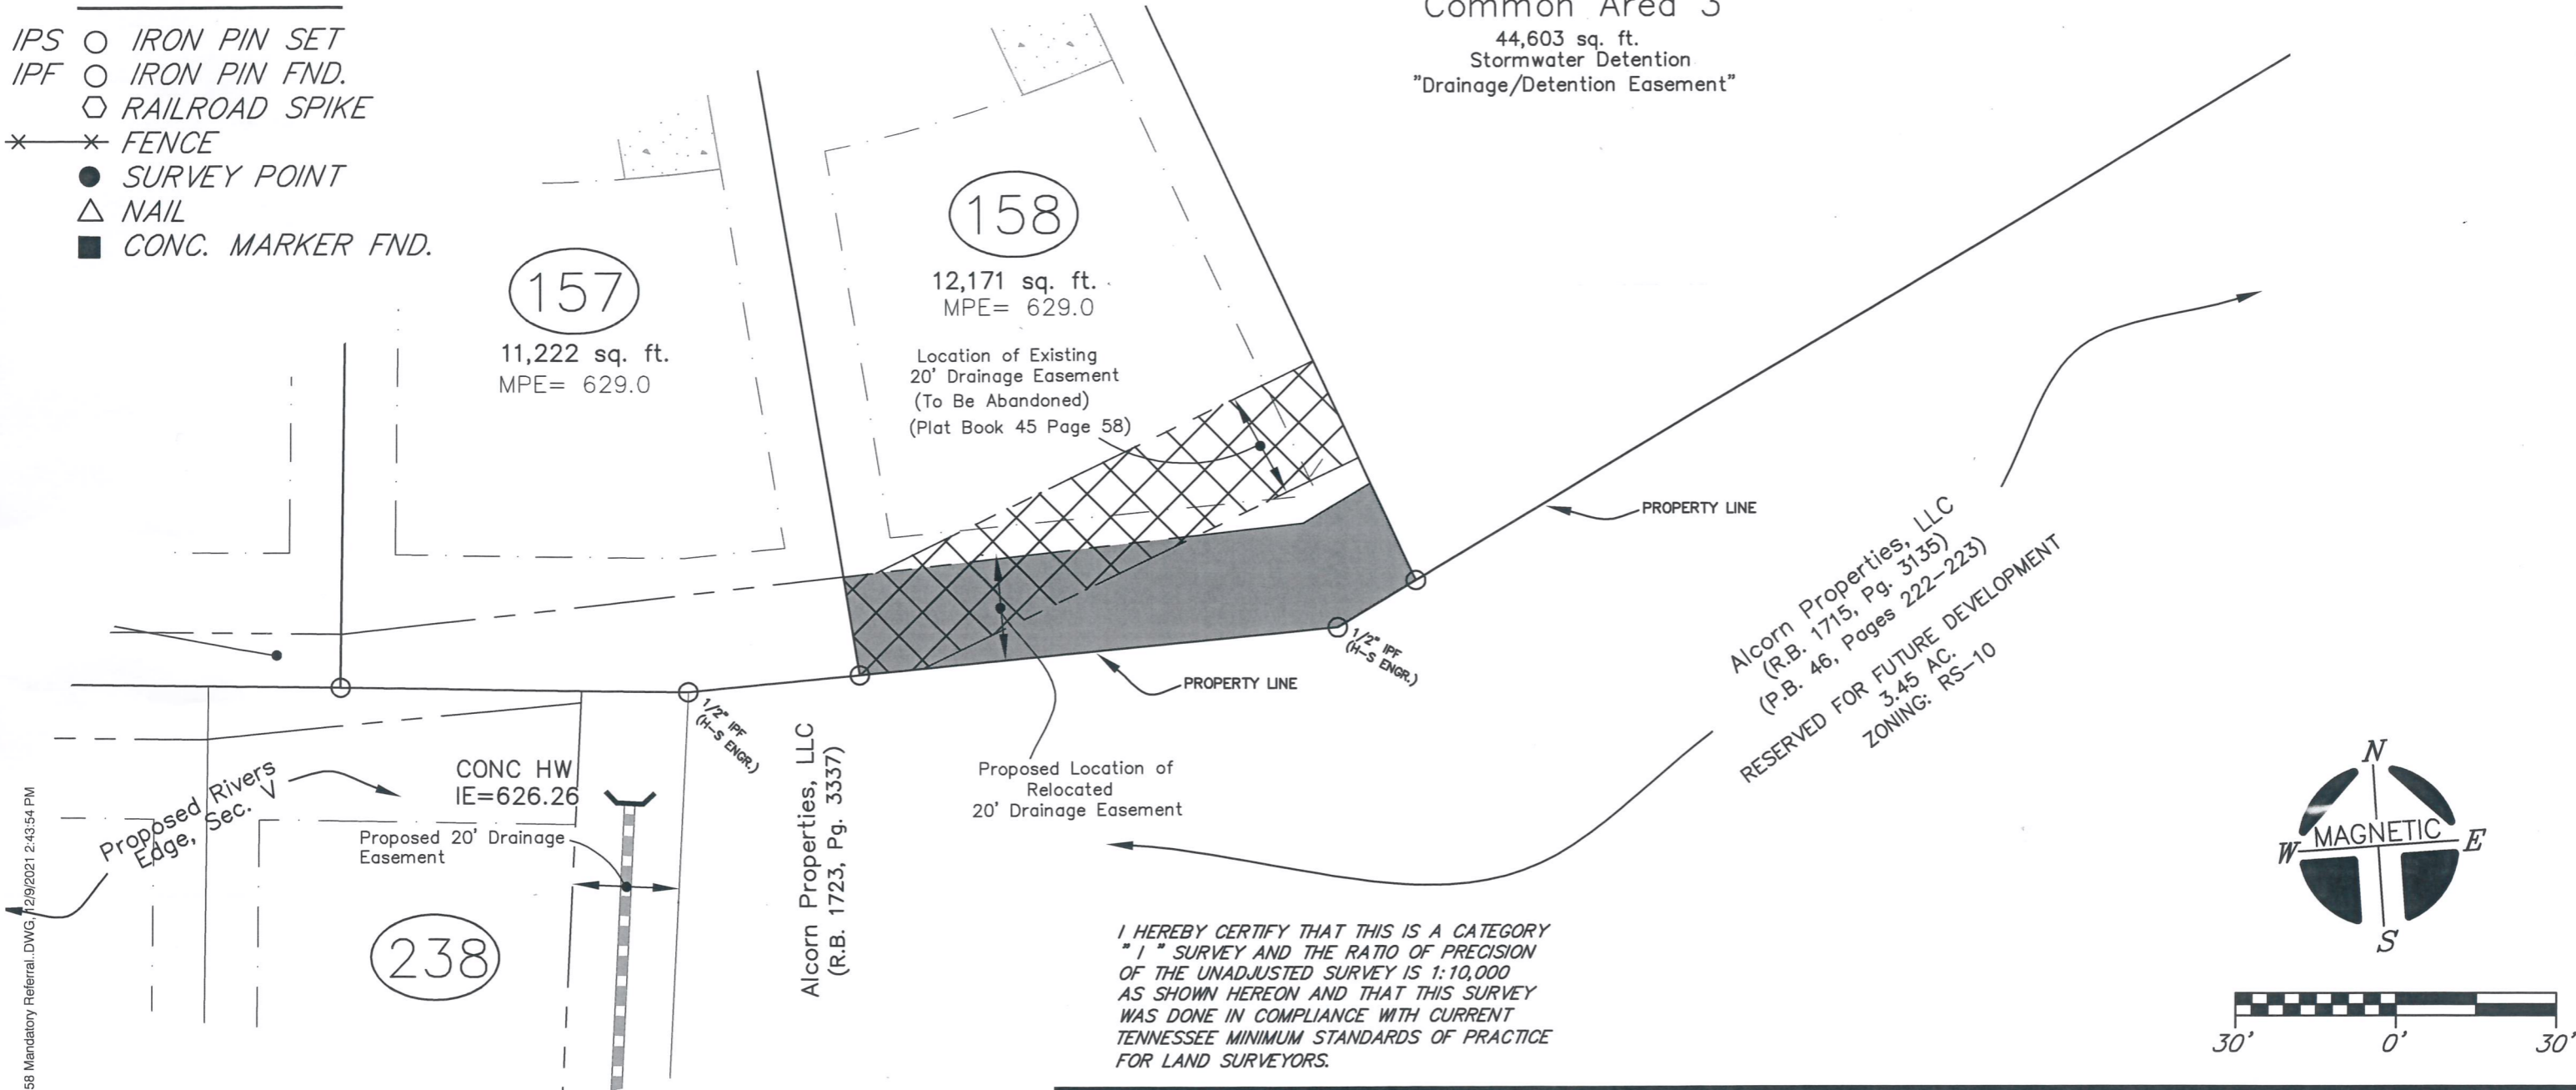 IPS IRON PIN SET
IPF IRON PIN FND.
RAILROAD SPIKE
FENCE
SURVEY POINT
NAIL
CONC. MARKER FND.
Common Area 3
44,603 sq. ft.
Stormwater Detention
"Drainage/Detention Easement"
157
11,222 sq. ft.
MPE= 629.0
158
12,171 sq. ft.
MPE= 629.0
Location of Existing
20' Drainage Easement
(To Be Abandoned)
(Plat Book 45 Page 58)
PROPERTY LINE
Alcorn Properties, LLC
(R.B. 1715, Pg. 3135)
(P.B. 46, Pages 222-223)
RESERVED FOR FUTURE DEVELOPMENT
3.45 AC.
ZONING: RS-10
1/2" IPF
(H-S ENGR.)
PROPERTY LINE
1/2" IPF
(H-S ENGR.)
Alcorn Properties, LLC
(R.B. 1723, Pg. 3337)
Proposed Location of
Relocated
20' Drainage Easement
CONC HW
IE=626.26
Proposed Rivers
Edge, Sec. V
Proposed 20' Drainage
Easement
238
58 Mandatory Referral..DWG, 12/9/2021 2:43:54 PM
I HEREBY CERTIFY THAT THIS IS A CATEGORY
" I " SURVEY AND THE RATIO OF PRECISION
OF THE UNADJUSTED SURVEY IS 1:10,000
AS SHOWN HEREON AND THAT THIS SURVEY
WAS DONE IN COMPLIANCE WITH CURRENT
TENNESSEE MINIMUM STANDARDS OF PRACTICE
FOR LAND SURVEYORS.
N
W MAGNETIC E
S
30' 0' 30'